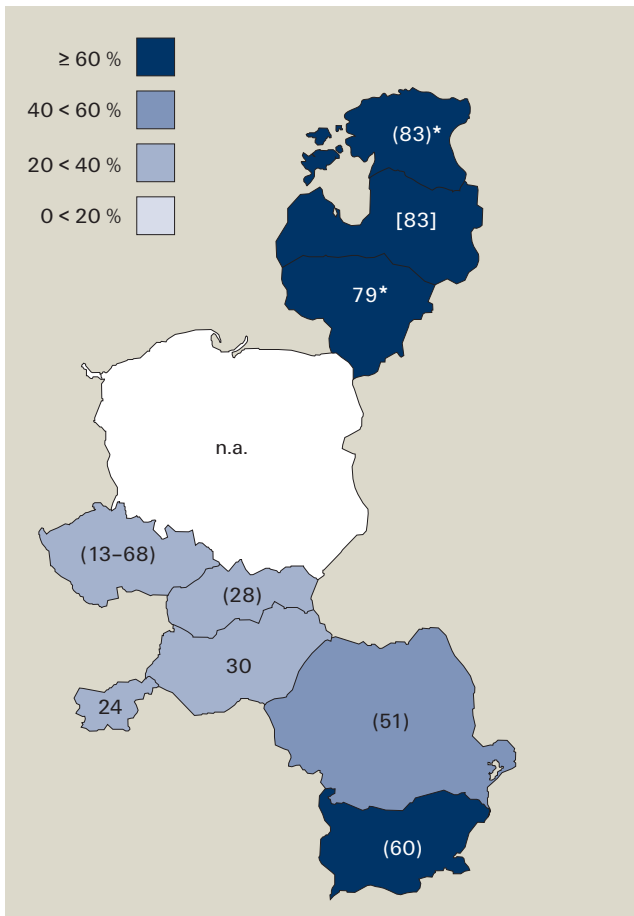 ≥ 60 %
40 < 60 %
20 < 40 %
0 < 20 %
(83)*
[83]
79*
n.a.
(13–68)
(28)
30
24
(51)
(60)